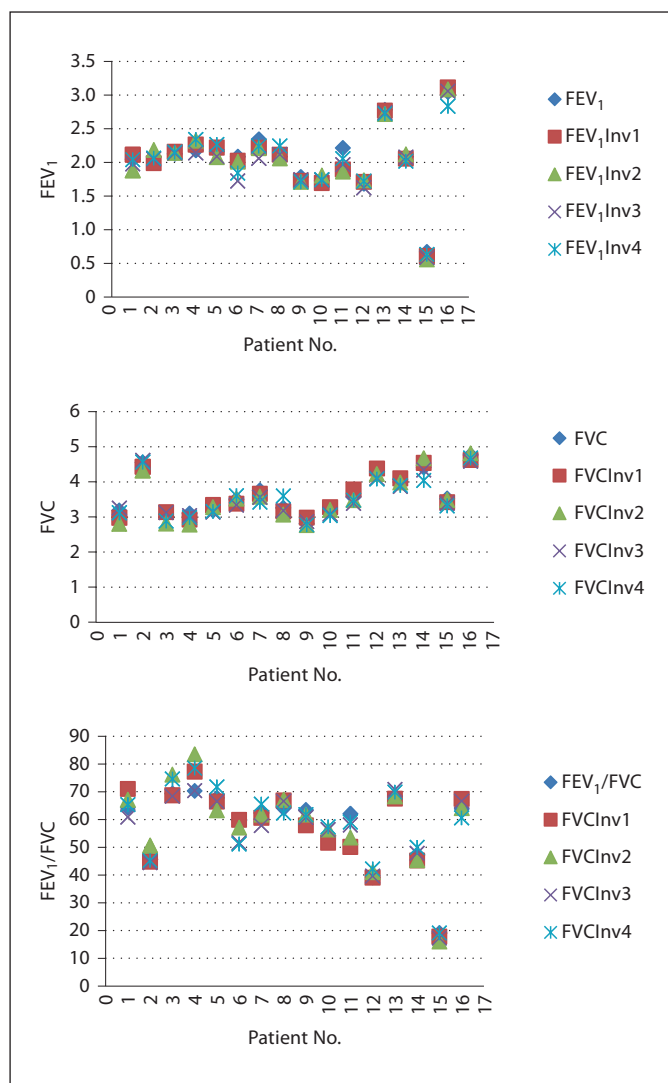 3.5
3.0
2.5
2.0
1.5
1.0
0.5
0
FEV₁
0 1 2 3 4 5 6 7 8 9 10 11 12 13 14 15 16 17
Patient No.
FEV₁
FEV₁Inv1
FEV₁Inv2
FEV₁Inv3
FEV₁Inv4
6
5
4
3
2
1
0
FVC
0 1 2 3 4 5 6 7 8 9 10 11 12 13 14 15 16 17
Patient No.
FVC
FVCInv1
FVCInv2
FVCInv3
FVCInv4
90
80
70
60
50
40
30
20
10
0
FEV₁/FVC
0 1 2 3 4 5 6 7 8 9 10 11 12 13 14 15 16 17
Patient No.
FEV₁/FVC
FVCInv1
FVCInv2
FVCInv3
FVCInv4